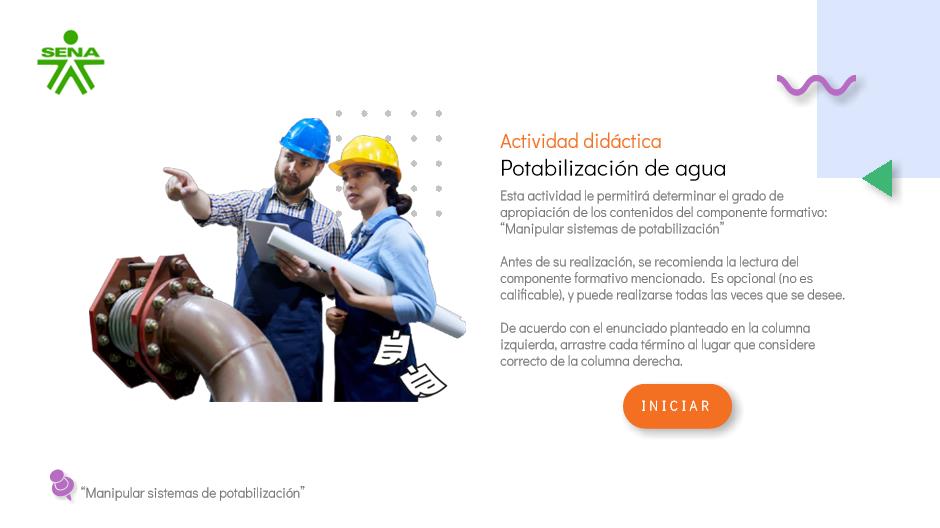 SENA
Actividad didáctica
Potabilización de agua
Esta actividad le permitirá determinar el grado de
apropiación de los contenidos del componente formativo:
“Manipular sistemas de potabilización”
Antes de su realización, se recomienda la lectura del
componente formativo mencionado. Es opcional (no es
calificable), y puede realizarse todas las veces que se desee.
De acuerdo con el enunciado planteado en la columna
izquierda, arrastre cada término al lugar que considere
correcto de la columna derecha.
INICIAR
“Manipular sistemas de potabilización”